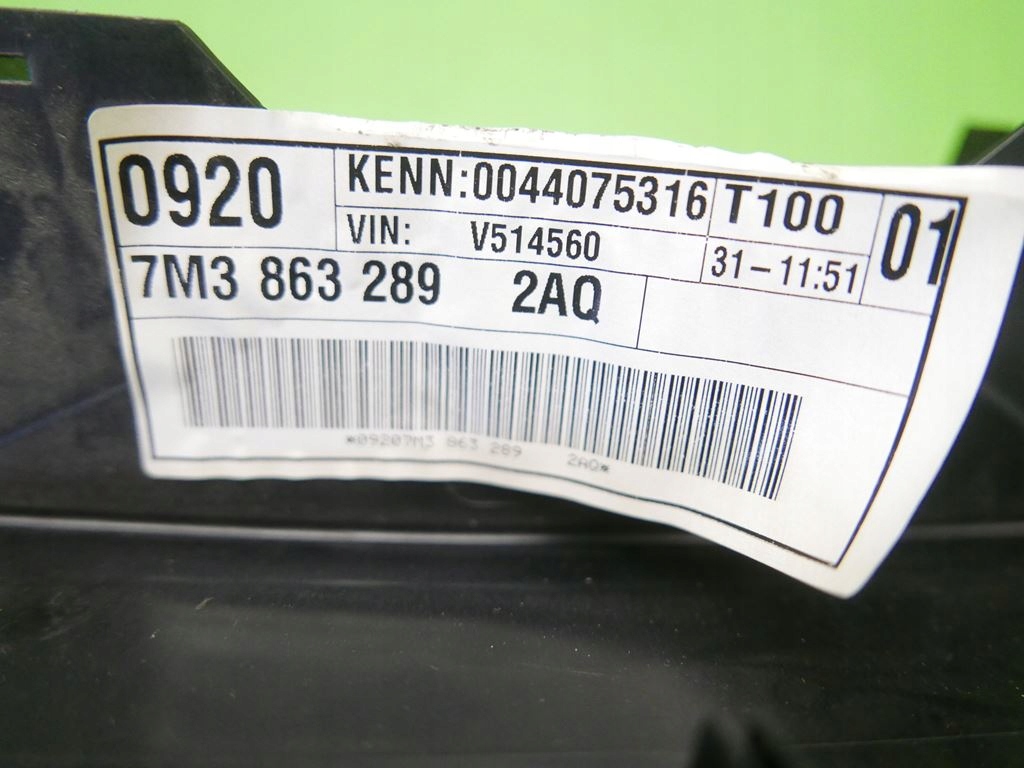 0920 KENN:0044075316 T100 01
VIN: V514560 31-11:51
7M3 863 289 2AQ
*09207M3 863 289 2AQ*